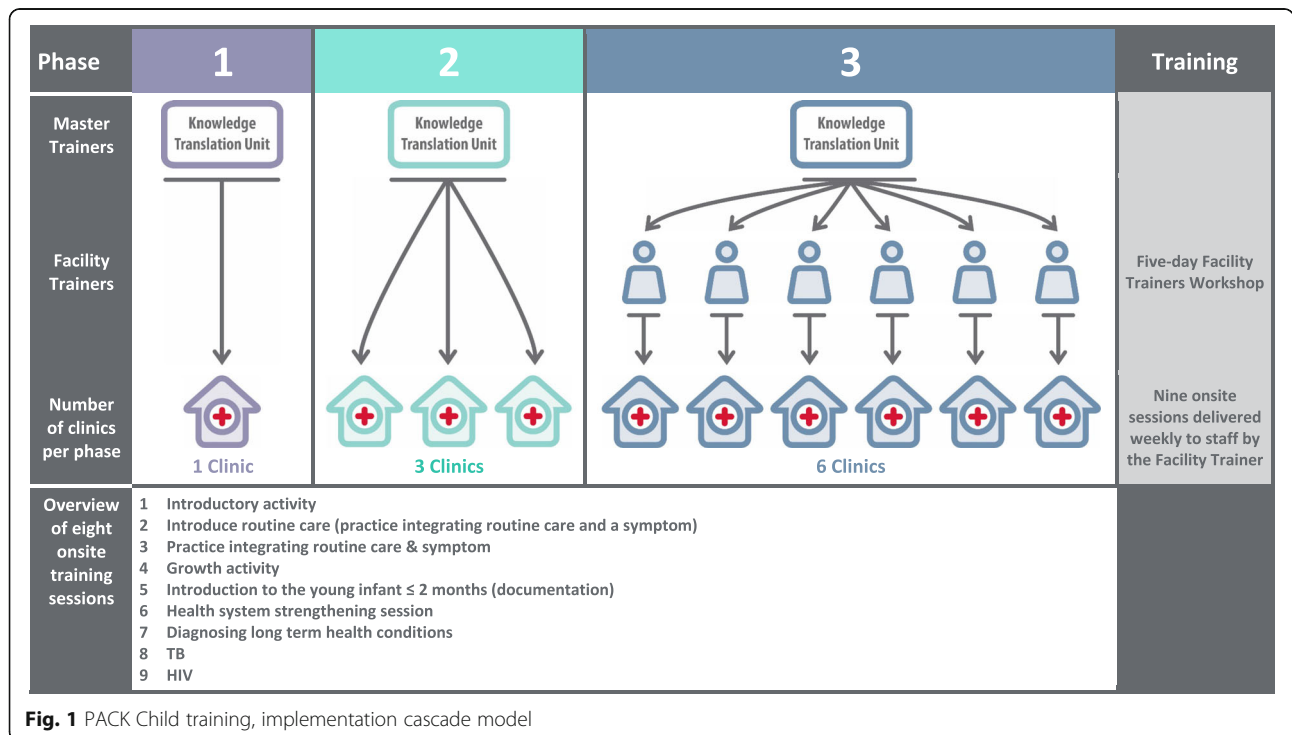 Phase
1
2
3
Training
Master
Trainers
Knowledge
Translation Unit
Knowledge
Translation Unit
Knowledge
Translation Unit
Facility
Trainers
Five-day Facility
Trainers Workshop
Number
of clinics
per phase
1 Clinic
3 Clinics
6 Clinics
Nine onsite
sessions delivered
weekly to staff by
the Facility Trainer
Overview
of eight
onsite
training
sessions
1 Introductory activity
2 Introduce routine care (practice integrating routine care and a symptom)
3 Practice integrating routine care & symptom
4 Growth activity
5 Introduction to the young infant ≤ 2 months (documentation)
6 Health system strengthening session
7 Diagnosing long term health conditions
8 TB
9 HIV
Fig. 1 PACK Child training, implementation cascade model